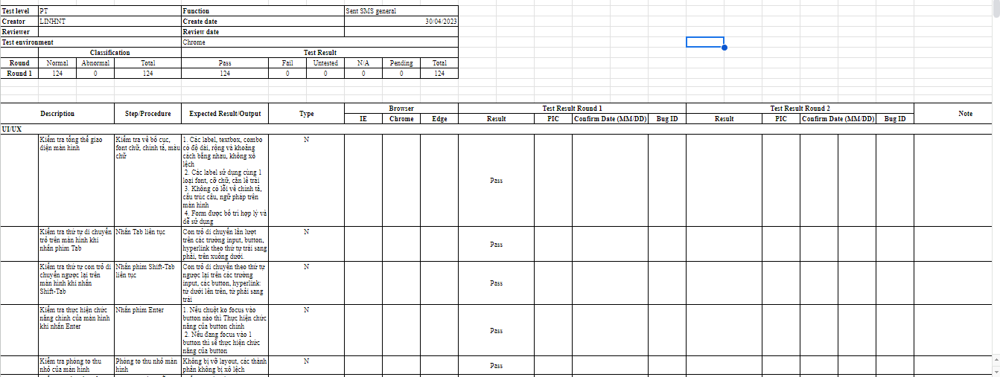 Test level PT Function Sent SMS general
Creator LINHNT Create date 30/04/2023
Reviewer Review date
Test environment Chrome
Classification Test Result
Round Normal Abnormal Total Pass Fail Untested N/A Pending Total
Round 1 124 0 124 124 0 0 0 0 124
Description Step/Procedure Expected Result/Output Type Browser Test Result Round 1 Test Result Round 2 Note
IE Chrome Edge Result PIC Confirm Date (MM/DD) Bug ID Result PIC Confirm Date (MM/DD) Bug ID
UI/UX
Kiểm tra tổng thể giao
diện màn hình
Kiểm tra về bố cục,
font chữ, chính tả, màu
chữ
1. Các label, textbox, combo
có độ dài, rộng và khoảng
cách bằng nhau, không xô
lệch
2. Các label sử dụng cùng 1
loại font, cỡ chữ, căn lề trái
3. Không có lỗi về chính tả,
cấu trúc câu, ngữ pháp trên
màn hình
4. Form được bố trí hợp lý và
dễ sử dụng
N
Pass
Kiểm tra thứ tự di chuyển
trỏ trên màn hình khi
nhấn phím Tab
Nhấn Tab liên tục
Con trỏ di chuyển lần lượt
trên các trường input, button,
hyperlink theo thứ tự trái sang
phải, trên xuống dưới.
N
Pass
Kiểm tra thứ tự con trỏ di
chuyển ngược lại trên
màn hình khi nhấn
Shift-Tab
Nhấn phím Shift-Tab
liên tục
Con trỏ di chuyển theo thứ tự
ngược lại trên các trường
input, các button, hyperlink:
từ dưới lên trên, từ phải sang
trái
N
Pass
Kiểm tra thực hiện chức
năng chính của màn hình
khi nhấn Enter
Nhấn phím Enter
1. Nếu chuột ko focus vào
button nào thì Thực hiện chức
năng của button chính
2. Nếu đang focus vào 1
button thì sẽ thực hiện chức
năng của button
N
Pass
Kiểm tra phóng to thu
nhỏ của màn hình
Phóng to thu nhỏ màn
hình
Không bị vỡ layout, các thành
phần không bị xô lệch
N
Pass